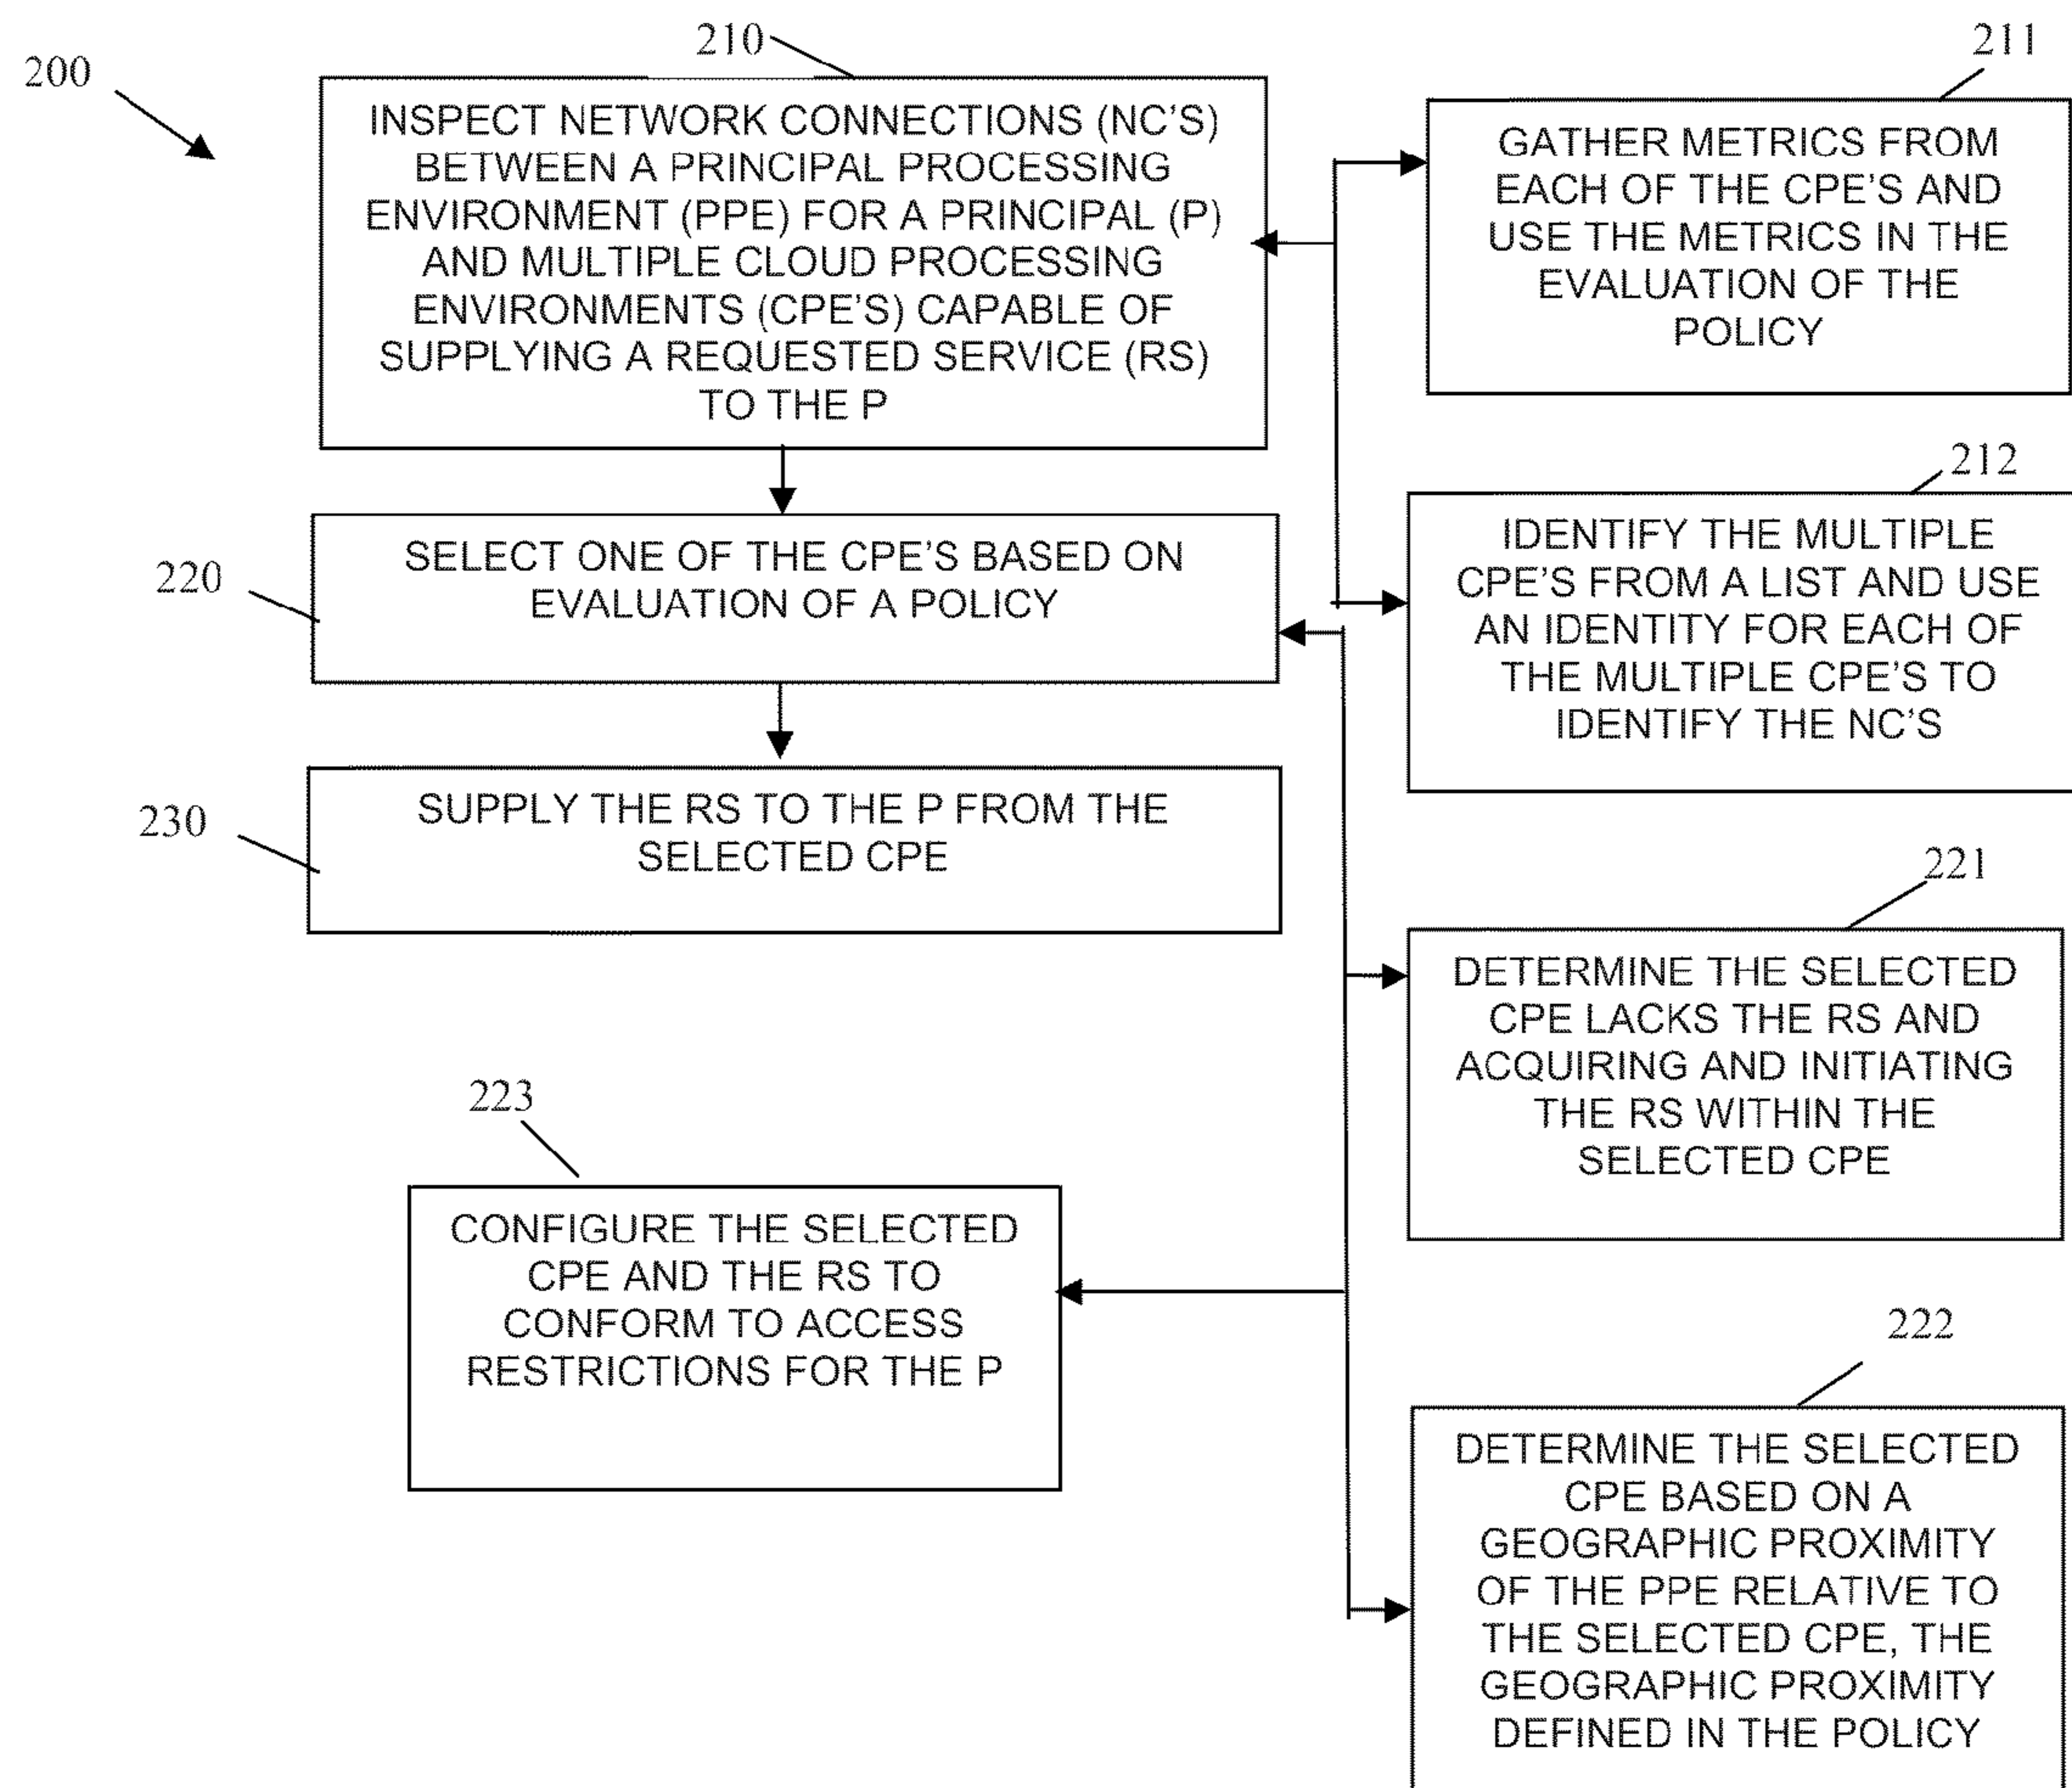 200
210
INSPECT NETWORK CONNECTIONS (NC'S)
BETWEEN A PRINCIPAL PROCESSING
ENVIRONMENT (PPE) FOR A PRINCIPAL (P)
AND MULTIPLE CLOUD PROCESSING
ENVIRONMENTS (CPE'S) CAPABLE OF
SUPPLYING A REQUESTED SERVICE (RS)
TO THE P
211
GATHER METRICS FROM
EACH OF THE CPE'S AND
USE THE METRICS IN THE
EVALUATION OF THE
POLICY
212
IDENTIFY THE MULTIPLE
CPE'S FROM A LIST AND USE
AN IDENTITY FOR EACH OF
THE MULTIPLE CPE'S TO
IDENTIFY THE NC'S
220
SELECT ONE OF THE CPE'S BASED ON
EVALUATION OF A POLICY
230
SUPPLY THE RS TO THE P FROM THE
SELECTED CPE
221
DETERMINE THE SELECTED
CPE LACKS THE RS AND
ACQUIRING AND INITIATING
THE RS WITHIN THE
SELECTED CPE
223
CONFIGURE THE SELECTED
CPE AND THE RS TO
CONFORM TO ACCESS
RESTRICTIONS FOR THE P
222
DETERMINE THE SELECTED
CPE BASED ON A
GEOGRAPHIC PROXIMITY
OF THE PPE RELATIVE TO
THE SELECTED CPE, THE
GEOGRAPHIC PROXIMITY
DEFINED IN THE POLICY